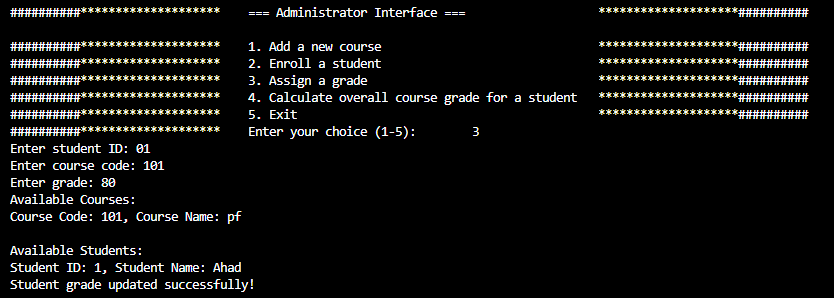 ##########********************    === Administrator Interface ===                   ********************##########
##########********************    1. Add a new course                               ********************##########
##########********************    2. Enroll a student                               ********************##########
##########********************    3. Assign a grade                                 ********************##########
##########********************    4. Calculate overall course grade for a student   ********************##########
##########********************    5. Exit                                           ********************##########
##########********************    Enter your choice (1-5):        3
Enter student ID: 01
Enter course code: 101
Enter grade: 80
Available Courses:
Course Code: 101, Course Name: pf
Available Students:
Student ID: 1, Student Name: Ahad
Student grade updated successfully!